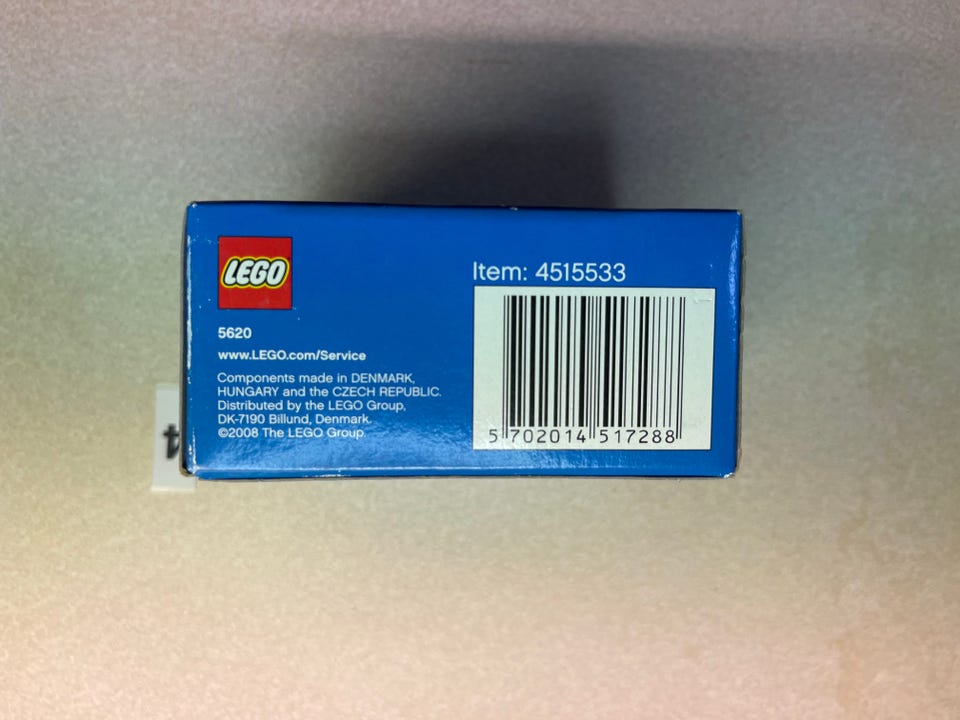 LEGO
5620
www.LEGO.com/Service
Components made in DENMARK,
HUNGARY and the CZECH REPUBLIC.
Distributed by the LEGO Group,
DK-7190 Billund, Denmark.
©2008 The LEGO Group.
Item: 4515533
5 702014 517288